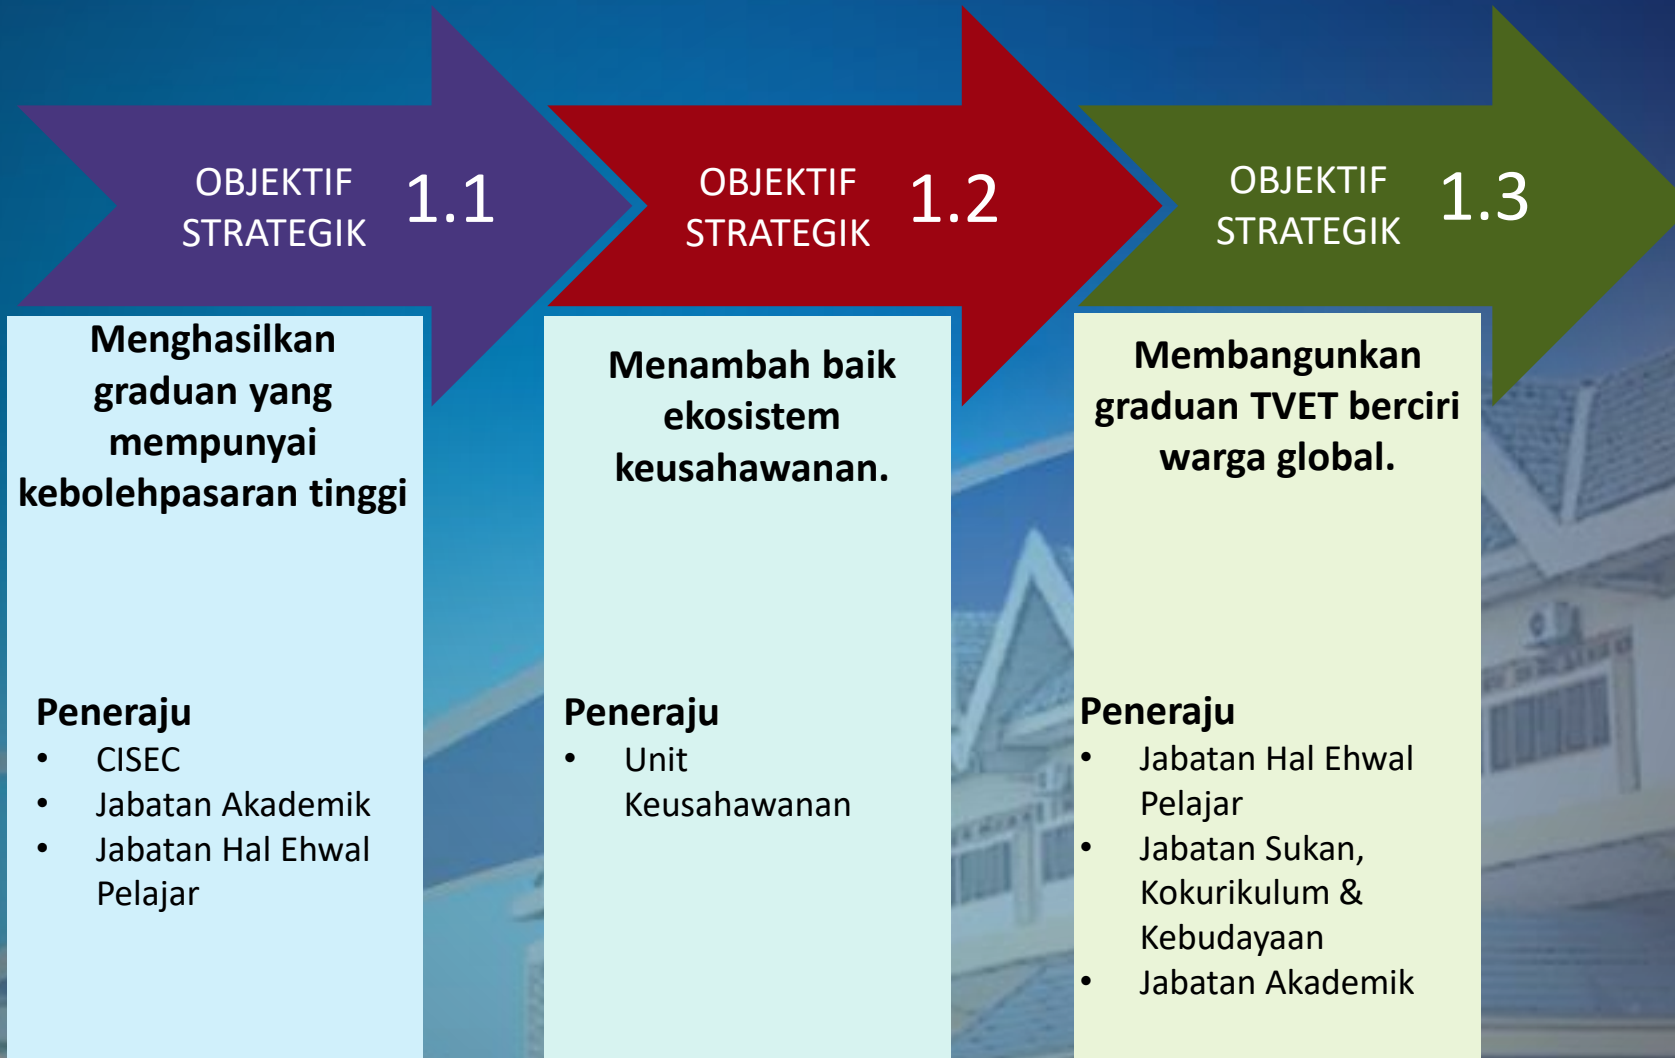 OBJEKTIF
STRATEGIK
1.1
Menghasilkan
graduan yang
mempunyai
kebolehpasaran tinggi
Peneraju
• CISEC
• Jabatan Akademik
• Jabatan Hal Ehwal
Pelajar
OBJEKTIF
STRATEGIK
1.2
Menambah baik
ekosistem
keusahawanan.
Peneraju
• Unit
Keusahawanan
OBJEKTIF
STRATEGIK
1.3
Membangunkan
graduan TVET berciri
warga global.
Peneraju
• Jabatan Hal Ehwal
Pelajar
• Jabatan Sukan,
Kokurikulum &
Kebudayaan
• Jabatan Akademik